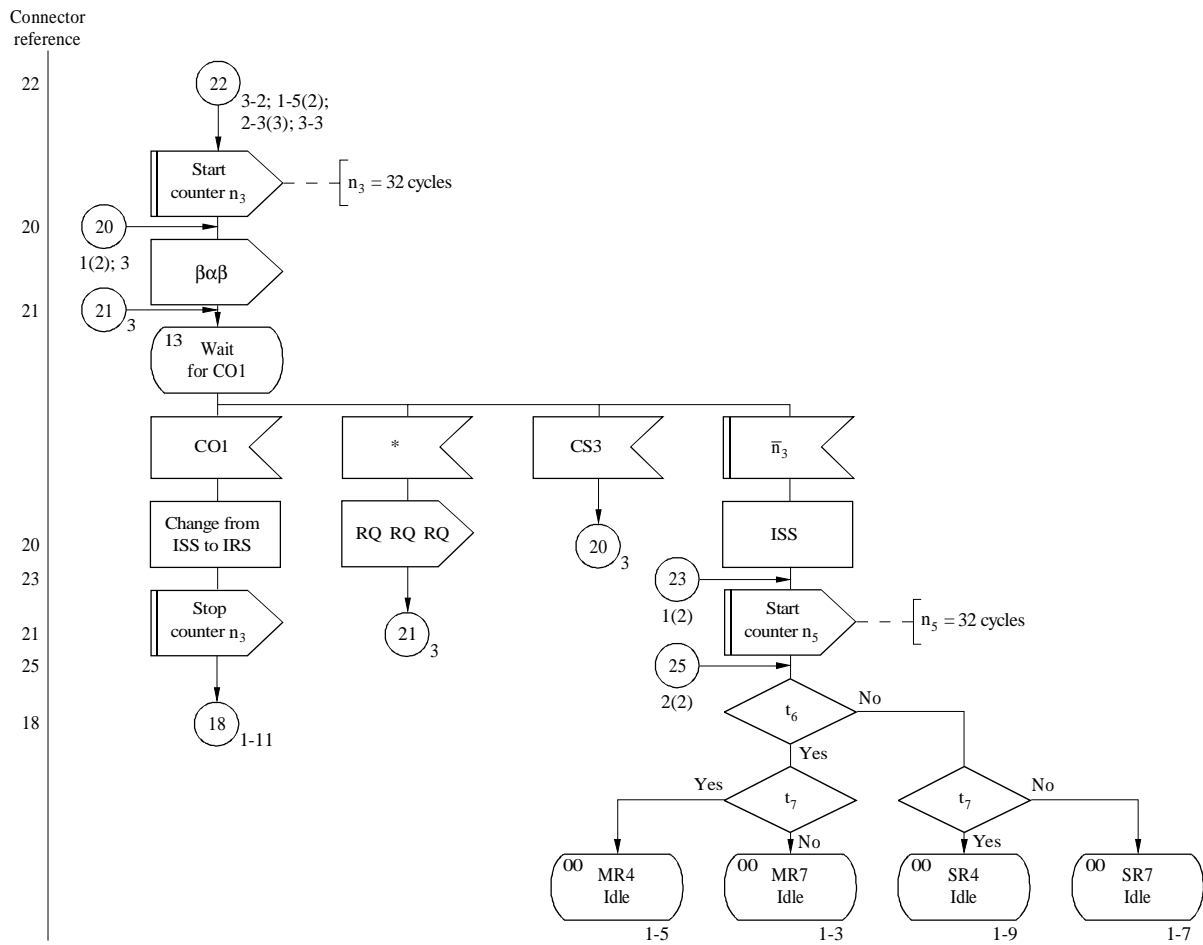 Connector
reference
22
22
3-2; 1-5(2);
2-3(3); 3-3
Start
counter n₃
n₃ = 32 cycles
20
20
1(2); 3
βαβ
21
21
3
13
Wait
for CO1
CO1
*
CS3
n̅₃
Change from
ISS to IRS
RQ RQ RQ
20
3
ISS
20
23
23
1(2)
Stop
counter n₃
21
3
Start
counter n₅
n₅ = 32 cycles
21
25
25
2(2)
18
18
1-11
t₆
No
Yes
Yes
t₇
No
t₇
No
Yes
00
MR4
Idle
1-5
00
MR7
Idle
1-3
00
SR4
Idle
1-9
00
SR7
Idle
1-7